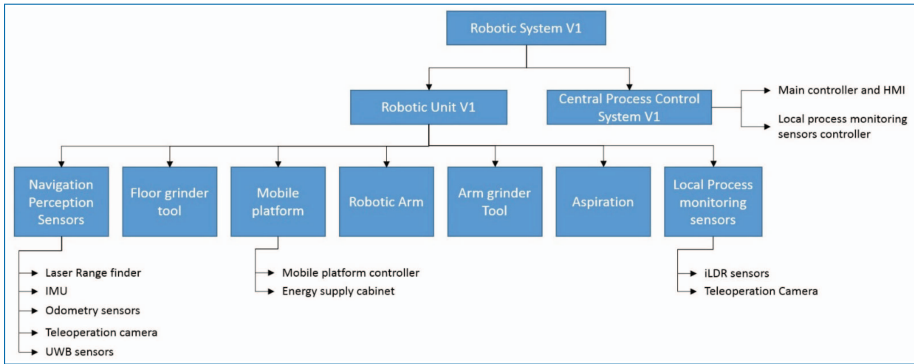 Robotic System V1
Robotic Unit V1
Central Process Control
System V1
Main controller and HMI
Local process monitoring
sensors controller
Navigation
Perception
Sensors
Floor grinder
tool
Mobile
platform
Robotic Arm
Arm grinder
Tool
Aspiration
Local Process
monitoring
sensors
Laser Range finder
IMU
Odometry sensors
Teleoperation camera
UWB sensors
Mobile platform controller
Energy supply cabinet
iLDR sensors
Teleoperation Camera